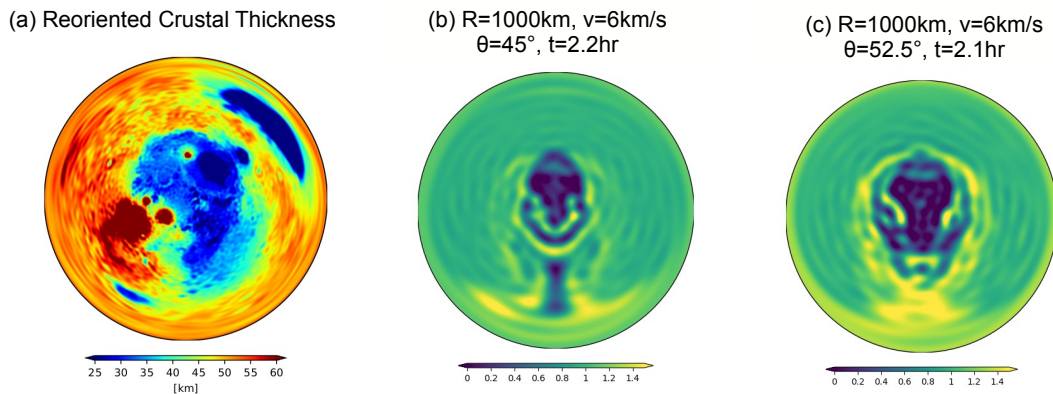 (a) Reoriented Crustal Thickness
25 30 35 40 45 50 55 60
[km]
(b) R=1000km, v=6km/s
θ=45°, t=2.2hr
0 0.2 0.4 0.6 0.8 1 1.2 1.4
(c) R=1000km, v=6km/s
θ=52.5°, t=2.1hr
0 0.2 0.4 0.6 0.8 1 1.2 1.4